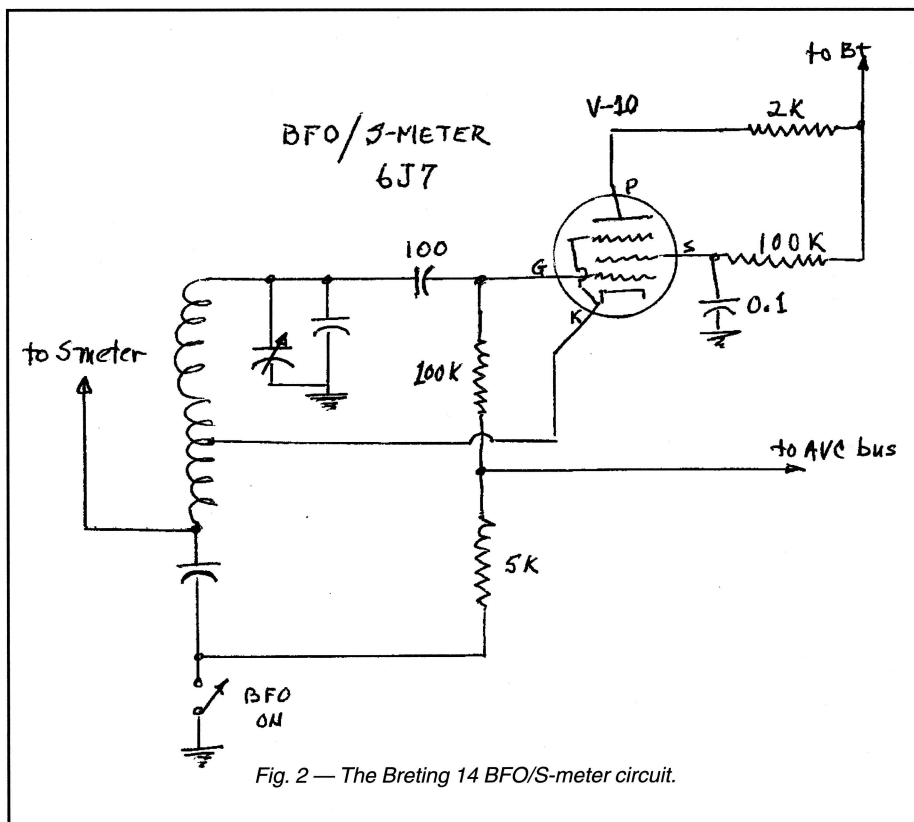 to B+
V-10
2K
BFO/S-METER
6J7
P
S
100K
100
G
0.1
K
to S meter
100K
to AVC bus
5K
BFO
ON
Fig. 2 — The Breting 14 BFO/S-meter circuit.